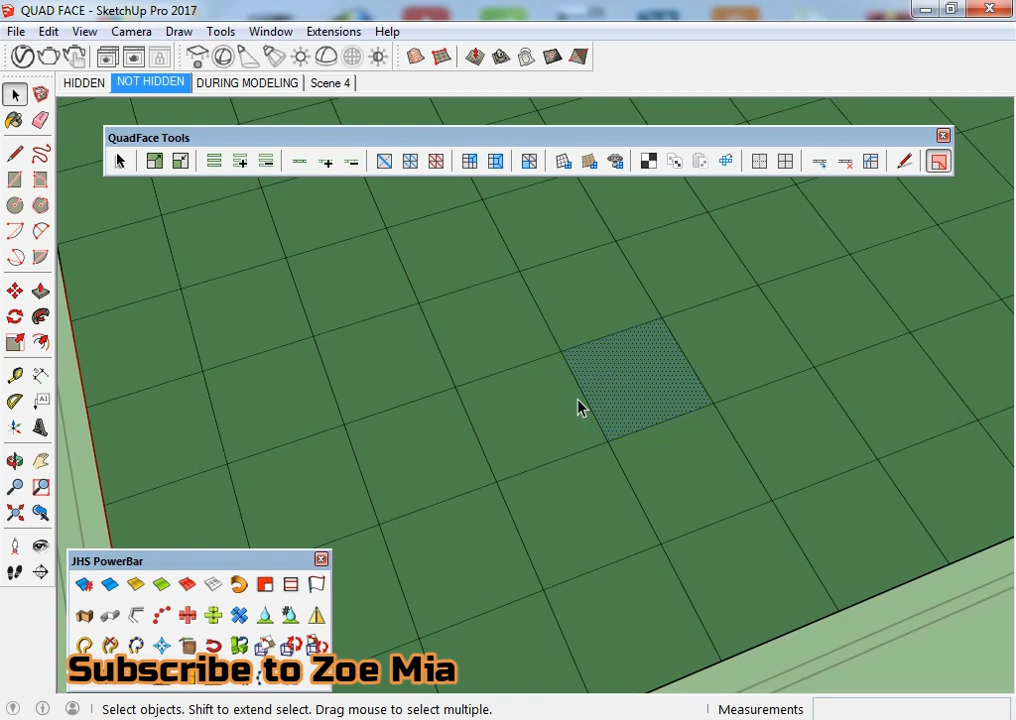 QUAD FACE - SketchUp Pro 2017
File Edit View Camera Draw Tools Window Extensions Help
HIDDEN NOT HIDDEN DURING MODELING Scene 4
QuadFace Tools
JHS PowerBar
Subscribe to Zoe Mia
Select objects. Shift to extend select. Drag mouse to select multiple. Measurements